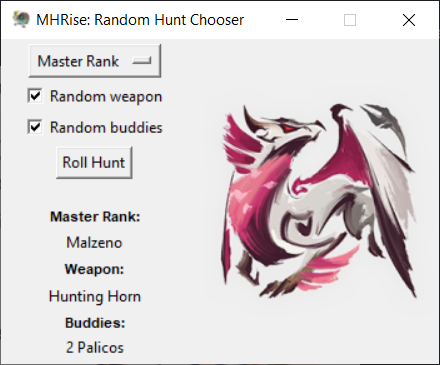 MHRise: Random Hunt Chooser
Master Rank
Random weapon
Random buddies
Roll Hunt
Master Rank:
Malzeno
Weapon:
Hunting Horn
Buddies:
2 Palicos